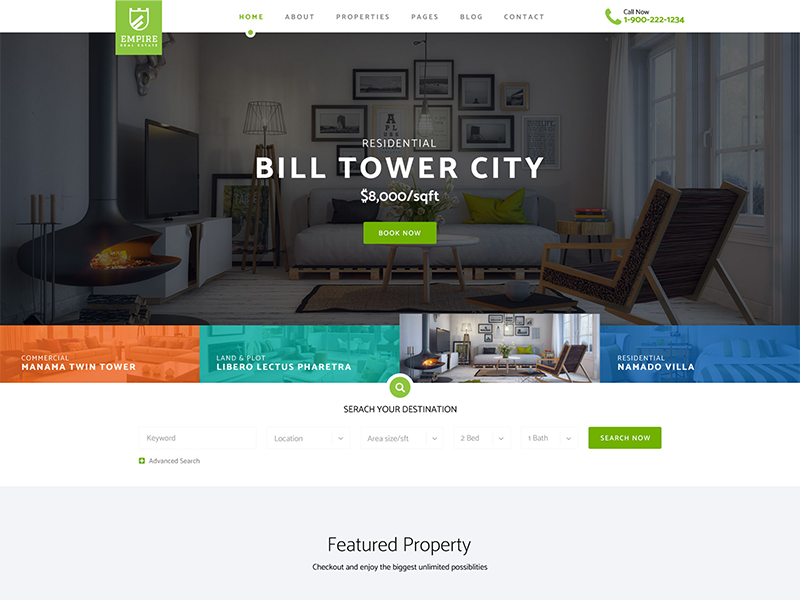 EMPIRE
REAL ESTATE
HOME ABOUT PROPERTIES PAGES BLOG CONTACT
Call Now
1-900-222-1234
A
RESIDENTIAL
BILL TOWER CITY
$8,000/sqft
BOOK NOW
COMMERCIAL
MANAMA TWIN TOWER
LAND & PLOT
LIBERO LECTUS PHARETRA
RESIDENTIAL
NAMADO VILLA
SERACH YOUR DESTINATION
Keyword Location Area size/sft 2 Bed 1 Bath SEARCH NOW
Advanced Search
Featured Property
Checkout and enjoy the biggest unlimited possiblities